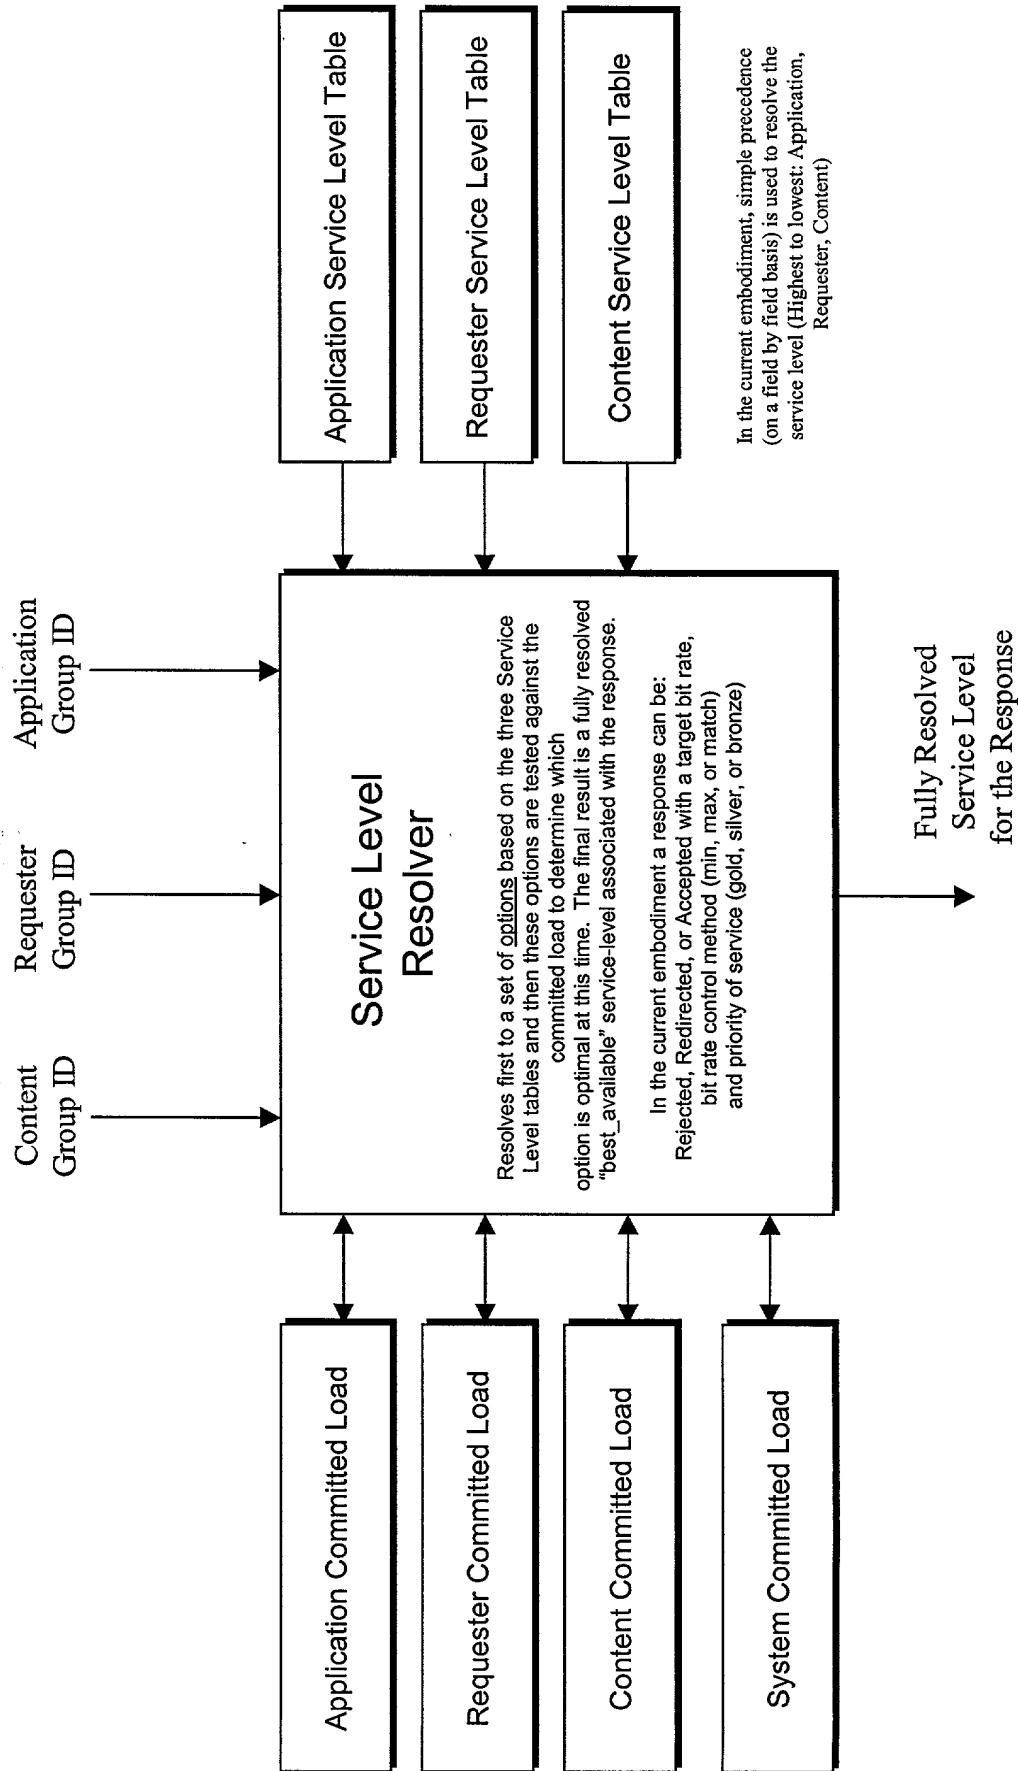 Content
Group ID
Requester
Group ID
Application
Group ID
Application Committed Load
Requester Committed Load
Content Committed Load
System Committed Load
Service Level
Resolver
Resolves first to a set of options based on the three Service
Level tables and then these options are tested against the
committed load to determine which
option is optimal at this time. The final result is a fully resolved
“best_available” service-level associated with the response.
In the current embodiment a response can be:
Rejected, Redirected, or Accepted with a target bit rate,
bit rate control method (min, max, or match)
and priority of service (gold, silver, or bronze)
Application Service Level Table
Requester Service Level Table
Content Service Level Table
In the current embodiment, simple precedence
(on a field by field basis) is used to resolve the
service level (Highest to lowest: Application,
Requester, Content)
Fully Resolved
Service Level
for the Response